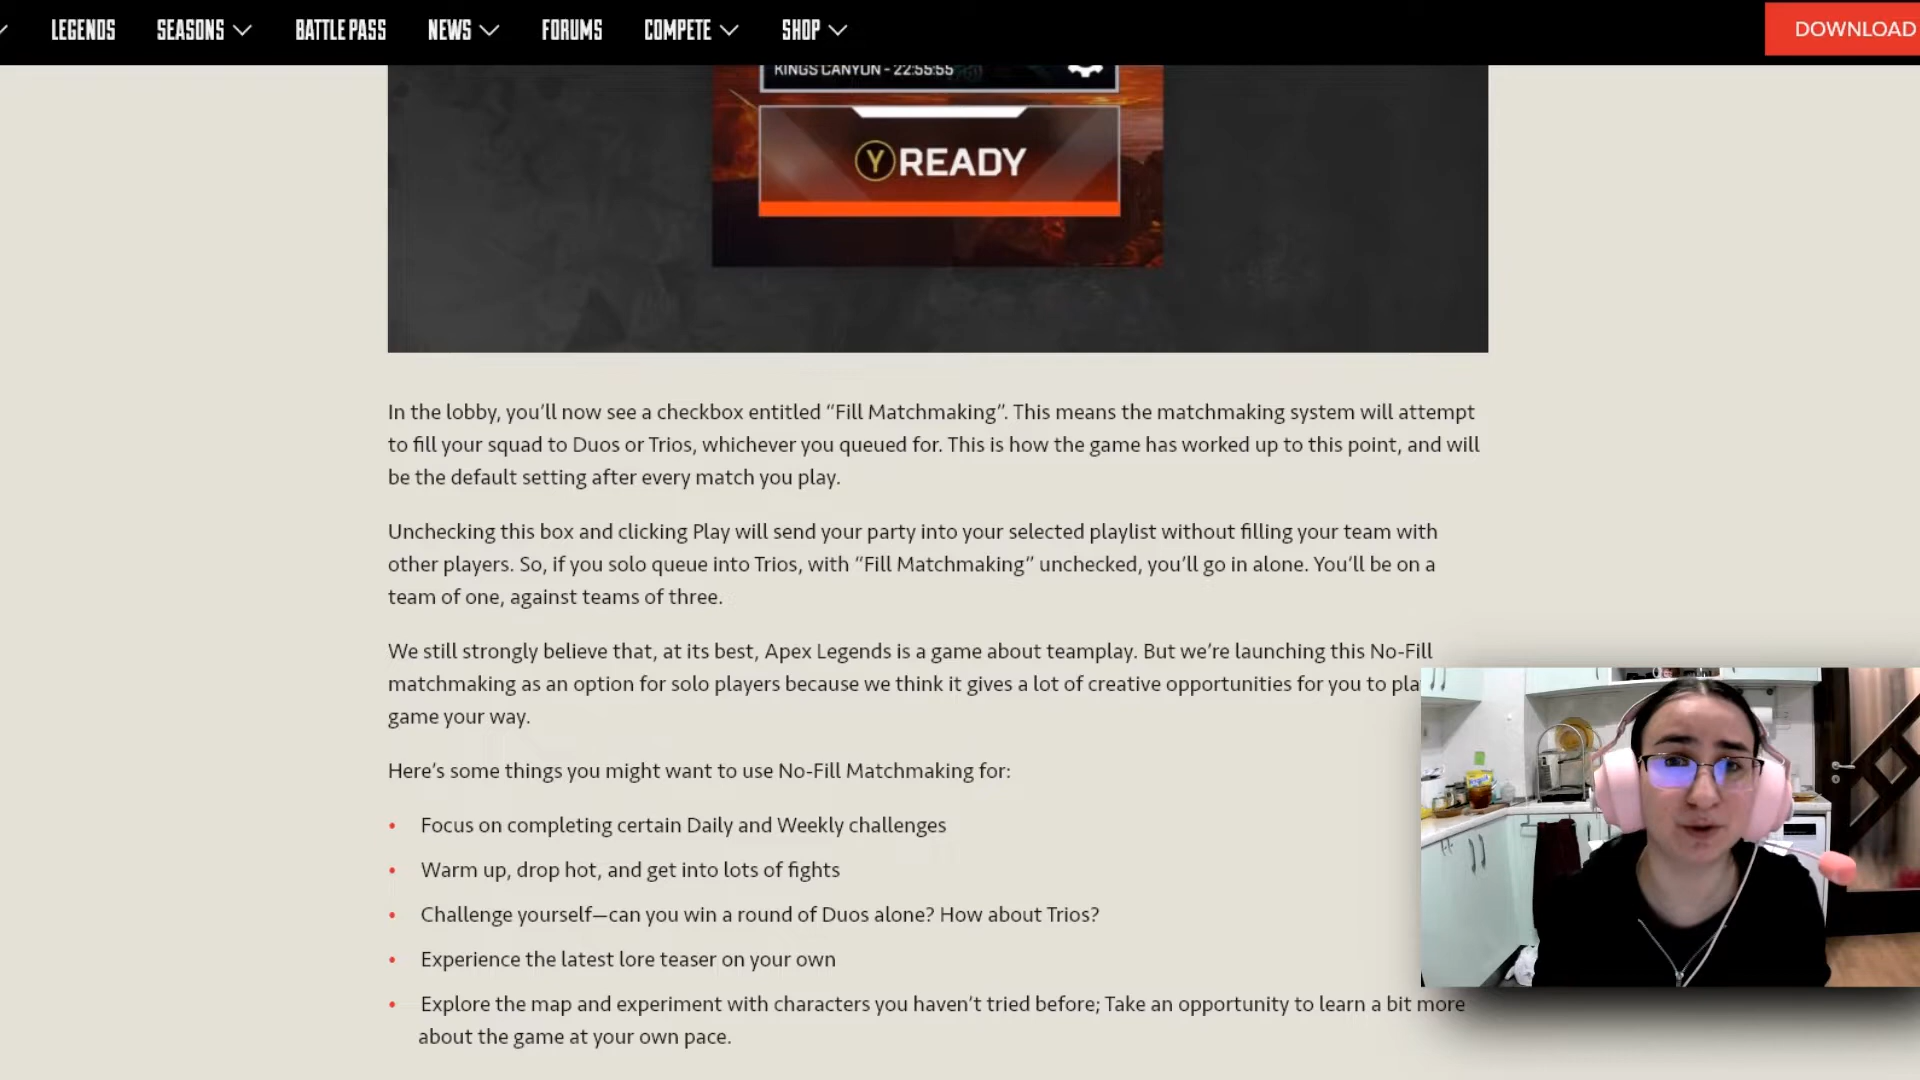 LEGENDS SEASONS BATTLE PASS NEWS FORUMS COMPETE SHOP DOWNLOAD
KINGS CANYON - 22:55:55
Y READY
In the lobby, you’ll now see a checkbox entitled “Fill Matchmaking”. This means the matchmaking system will attempt
to fill your squad to Duos or Trios, whichever you queued for. This is how the game has worked up to this point, and will
be the default setting after every match you play.
Unchecking this box and clicking Play will send your party into your selected playlist without filling your team with
other players. So, if you solo queue into Trios, with “Fill Matchmaking” unchecked, you’ll go in alone. You’ll be on a
team of one, against teams of three.
We still strongly believe that, at its best, Apex Legends is a game about teamplay. But we’re launching this No-Fill
matchmaking as an option for solo players because we think it gives a lot of creative opportunities for you to pla
game your way.
Here’s some things you might want to use No-Fill Matchmaking for:
• Focus on completing certain Daily and Weekly challenges
• Warm up, drop hot, and get into lots of fights
• Challenge yourself—can you win a round of Duos alone? How about Trios?
• Experience the latest lore teaser on your own
• Explore the map and experiment with characters you haven’t tried before; Take an opportunity to learn a bit more
about the game at your own pace.